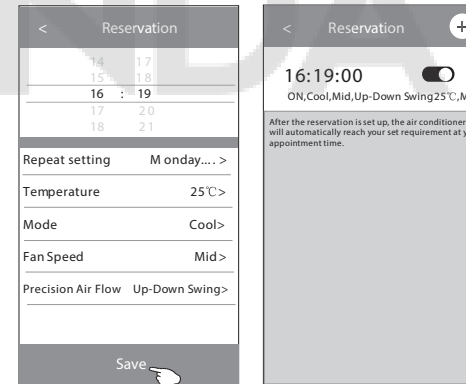 < Reservation
14 17
15 18
16 : 19
17 20
18 21
Repeat setting Monday.... >
Temperature 25℃>
Mode Cool>
Fan Speed Mid>
Precision Air Flow Up-Down Swing>
Save
< Reservation +
16:19:00
ON,Cool,Mid,Up-Down Swing25℃,M
After the reservation is set up, the air conditioner
will automatically reach your set requirement at y
appointment time.